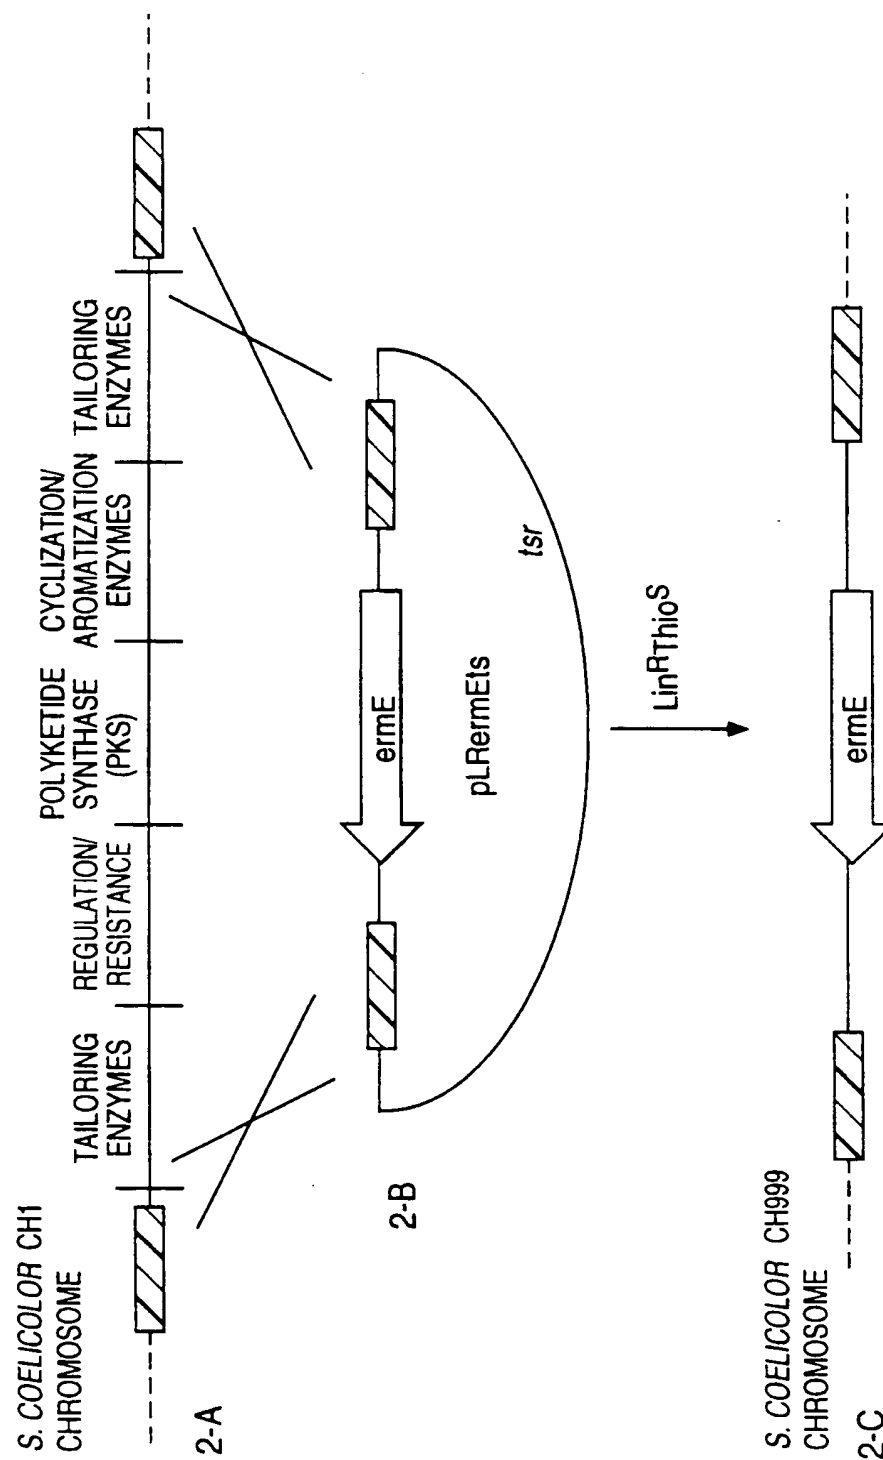 S. COELICOLOR CH1
CHROMOSOME
TAILORING
ENZYMES
REGULATION/
RESISTANCE
POLYKETIDE
SYNTHASE
(PKS)
CYCLIZATION/
AROMATIZATION
ENZYMES
TAILORING
ENZYMES
2-A
ermE
pLRermEts
tsr
2-B
LinRThioS
S. COELICOLOR CH999
CHROMOSOME
ermE
2-C